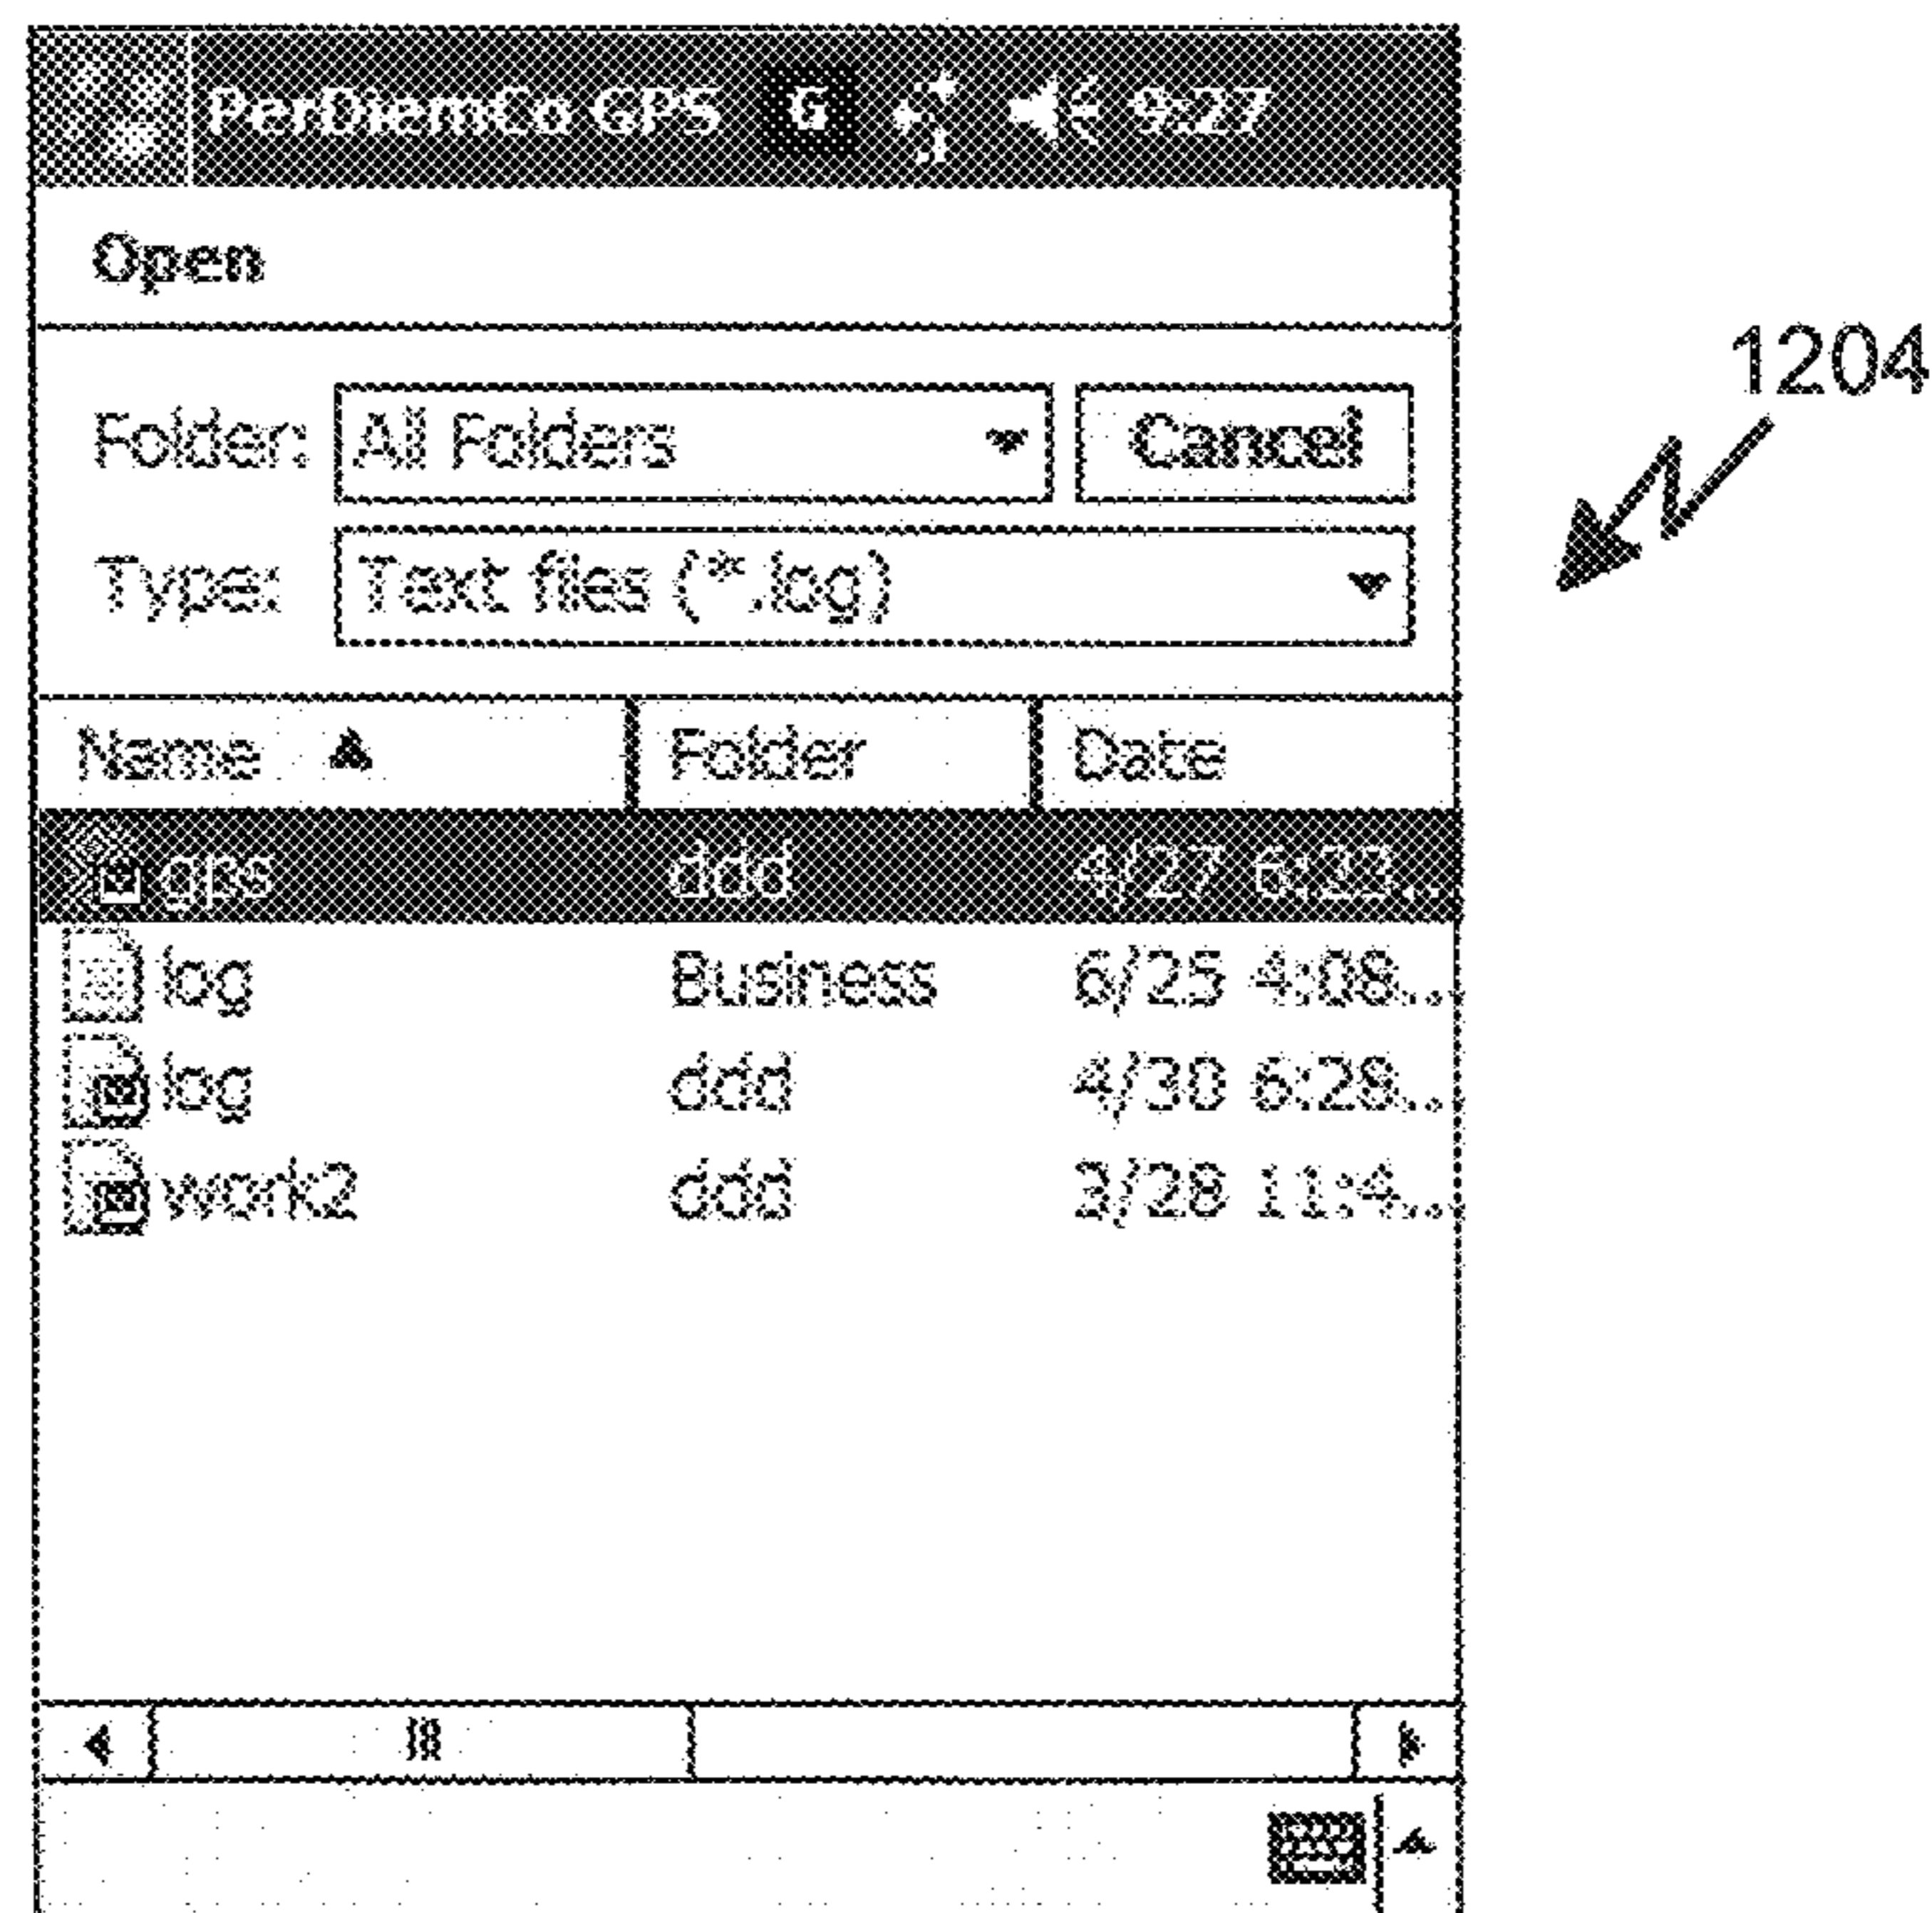 PerDiemCo GPS G 9:27
Open
1204
Folder: All Folders Cancel
Type: Text files (*.log)
Name Folder Date
gps ddd 4/27 6:23...
log Business 6/25 4:08...
log ddd 4/30 6:28...
work2 ddd 3/28 11:4...